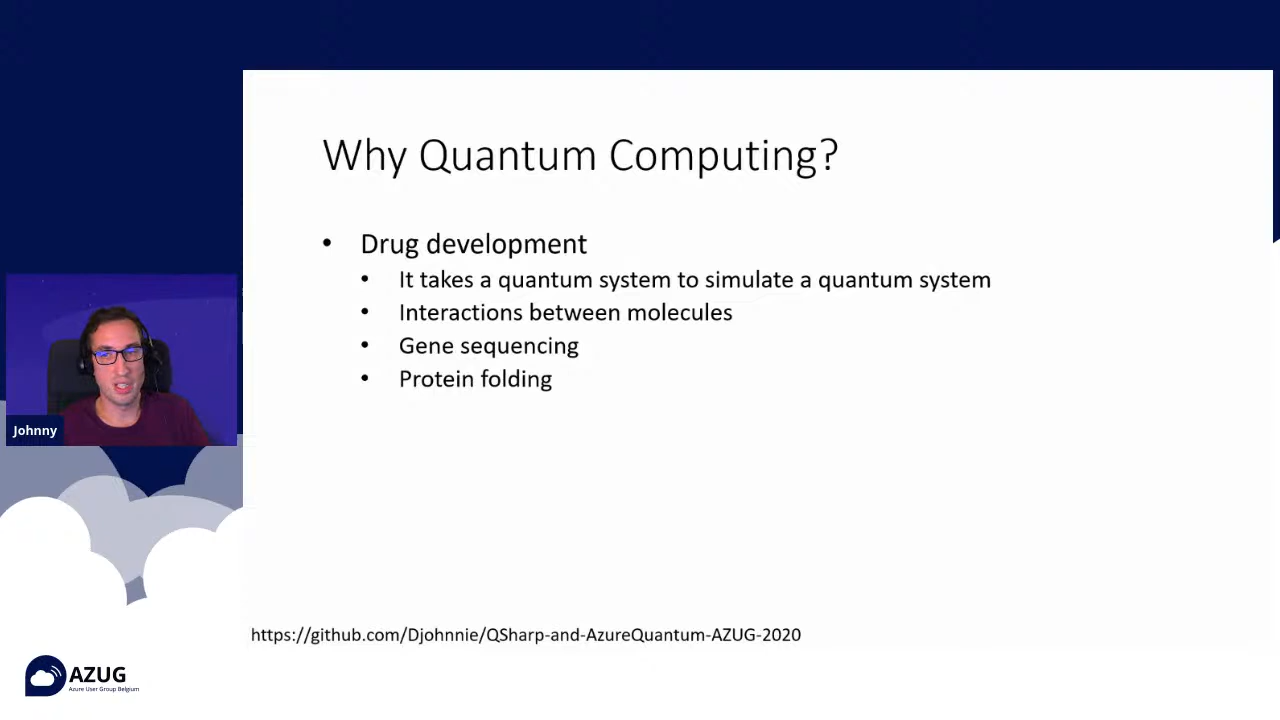 Why Quantum Computing?
• Drug development
• It takes a quantum system to simulate a quantum system
• Interactions between molecules
• Gene sequencing
• Protein folding
Johnny
https://github.com/Djohnnie/QSharp-and-AzureQuantum-AZUG-2020
AZUG
Azure User Group Belgium